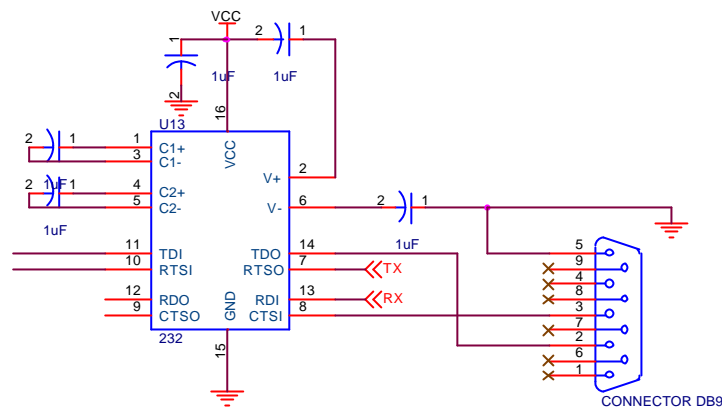 VCC
1
2
1
1uF
1uF
2
16
U13
2
1
1
C1+
3
C1-
VCC
1uF
2
V+
2
1
4
C2+
5
C2-
6
V-
2
1
1uF
1uF
11
TDI
TDO
14
10
RTSI
RTSO
7
TX
12
RDO
RDI
13
RX
9
CTSO
GND
CTSI
8
232
15
5
9
4
8
3
7
2
6
1
CONNECTOR DB9